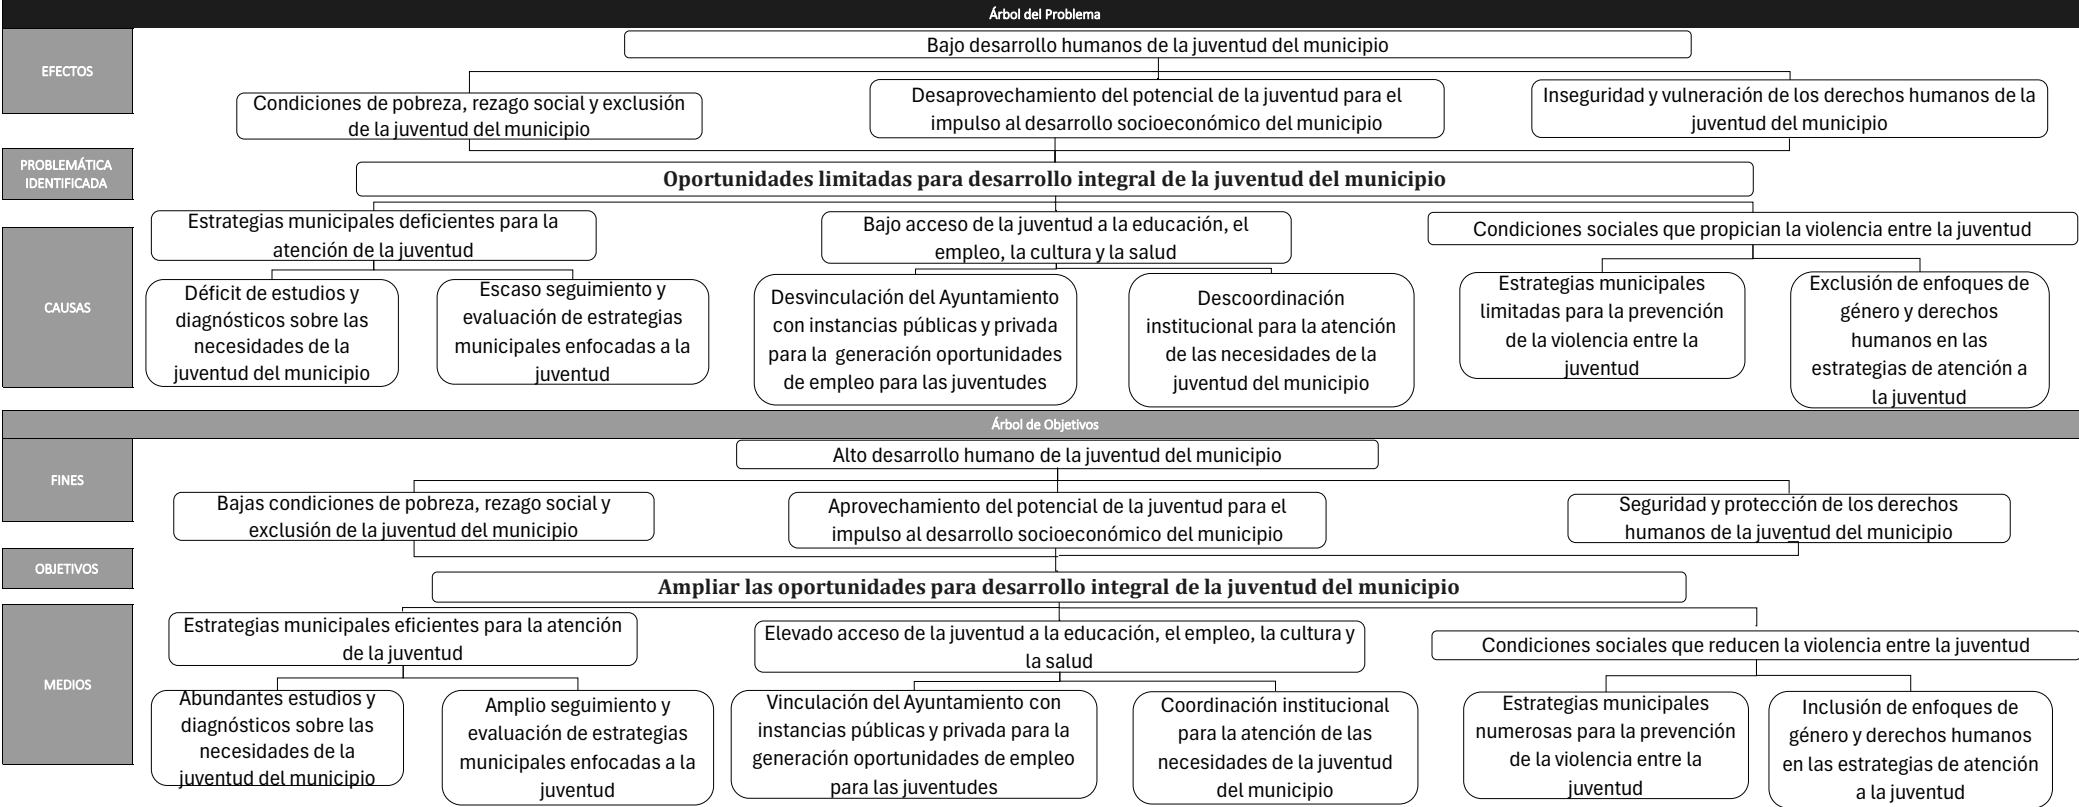 Árbol del Problema
EFECTOS
Bajo desarrollo humanos de la juventud del municipio
Condiciones de pobreza, rezago social y exclusión
de la juventud del municipio
Desaprovechamiento del potencial de la juventud para el
impulso al desarrollo socioeconómico del municipio
Inseguridad y vulneración de los derechos humanos de la
juventud del municipio
PROBLEMÁTICA
IDENTIFICADA
Oportunidades limitadas para desarrollo integral de la juventud del municipio
CAUSAS
Estrategias municipales deficientes para la
atención de la juventud
Bajo acceso de la juventud a la educación, el
empleo, la cultura y la salud
Condiciones sociales que propician la violencia entre la juventud
Déficit de estudios y
diagnósticos sobre las
necesidades de la
juventud del municipio
Escaso seguimiento y
evaluación de estrategias
municipales enfocadas a la
juventud
Desvinculación del Ayuntamiento
con instancias públicas y privada
para la generación oportunidades
de empleo para las juventudes
Descoordinación
institucional para la atención
de las necesidades de la
juventud del municipio
Estrategias municipales
limitadas para la prevención
de la violencia entre la
juventud
Exclusión de enfoques de
género y derechos
humanos en las
estrategias de atención a
la juventud
Árbol de Objetivos
FINES
Alto desarrollo humano de la juventud del municipio
Bajas condiciones de pobreza, rezago social y
exclusión de la juventud del municipio
Aprovechamiento del potencial de la juventud para el
impulso al desarrollo socioeconómico del municipio
Seguridad y protección de los derechos
humanos de la juventud del municipio
OBJETIVOS
Ampliar las oportunidades para desarrollo integral de la juventud del municipio
MEDIOS
Estrategias municipales eficientes para la atención
de la juventud
Elevado acceso de la juventud a la educación, el empleo, la cultura y
la salud
Condiciones sociales que reducen la violencia entre la juventud
Abundantes estudios y
diagnósticos sobre las
necesidades de la
juventud del municipio
Amplio seguimiento y
evaluación de estrategias
municipales enfocadas a la
juventud
Vinculación del Ayuntamiento con
instancias públicas y privada para la
generación oportunidades de empleo
para las juventudes
Coordinación institucional
para la atención de las
necesidades de la juventud
del municipio
Estrategias municipales
numerosas para la prevención
de la violencia entre la
juventud
Inclusión de enfoques de
género y derechos humanos
en las estrategias de atención
a la juventud